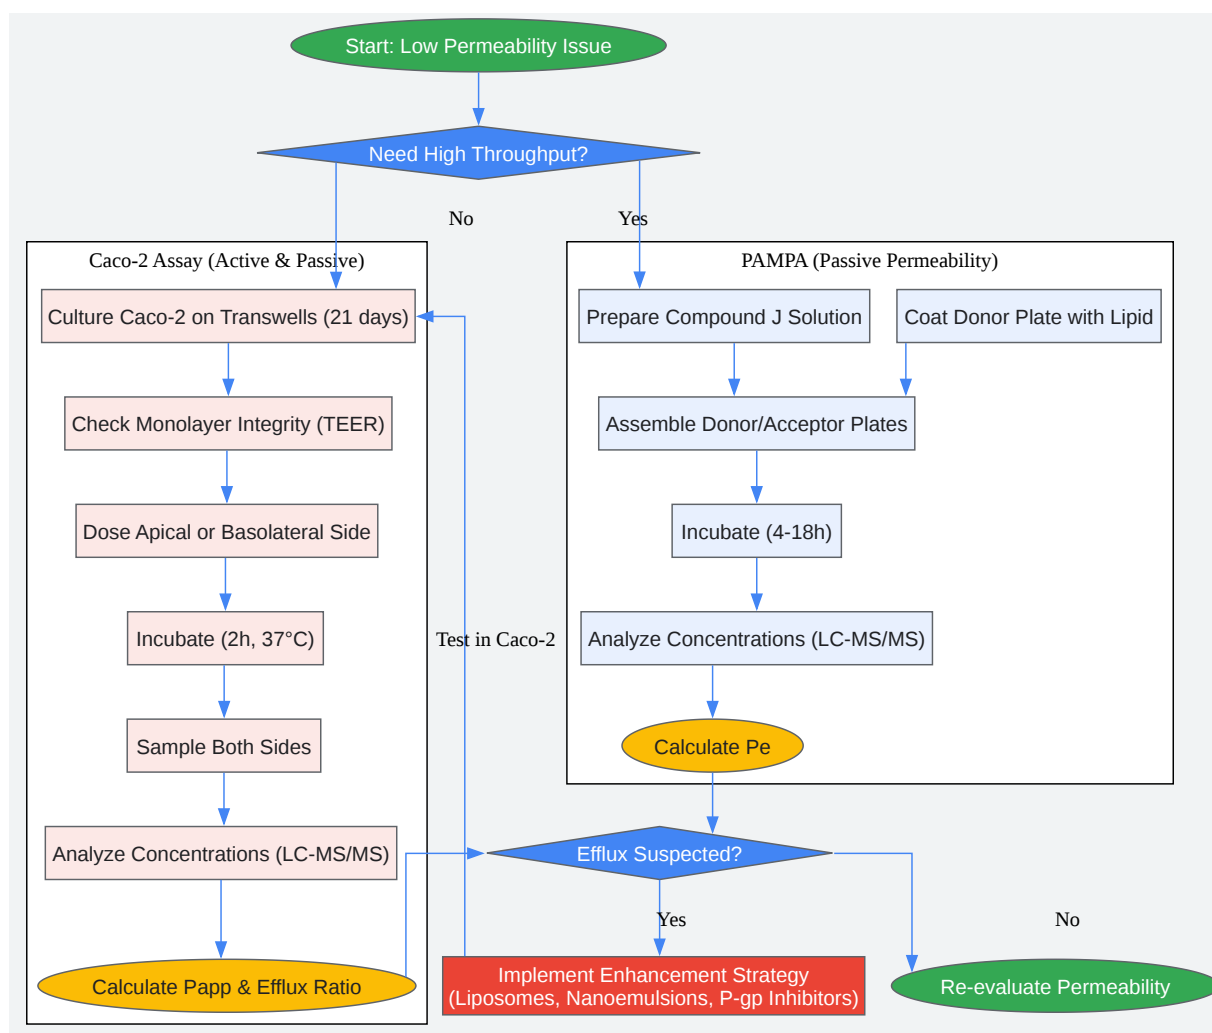 Start: Low Permeability Issue
Need High Throughput?
No
Yes
Caco-2 Assay (Active & Passive)
Culture Caco-2 on Transwells (21 days)
Check Monolayer Integrity (TEER)
Dose Apical or Basolateral Side
Incubate (2h, 37°C)
Sample Both Sides
Analyze Concentrations (LC-MS/MS)
Calculate Papp & Efflux Ratio
Test in Caco-2
PAMPA (Passive Permeability)
Prepare Compound J Solution
Coat Donor Plate with Lipid
Assemble Donor/Acceptor Plates
Incubate (4-18h)
Analyze Concentrations (LC-MS/MS)
Calculate Pe
Efflux Suspected?
Yes
No
Implement Enhancement Strategy
(Liposomes, Nanoemulsions, P-gp Inhibitors)
Re-evaluate Permeability